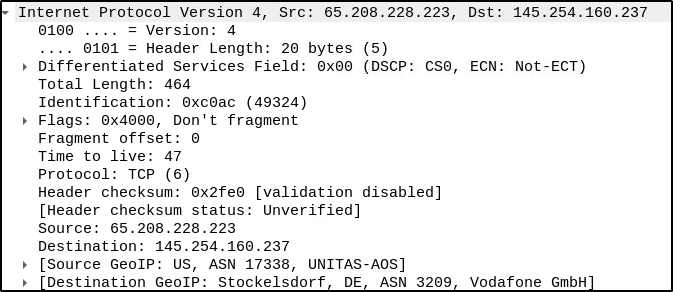 Internet Protocol Version 4, Src: 65.208.228.223, Dst: 145.254.160.237
0100 .... = Version: 4
.... 0101 = Header Length: 20 bytes (5)
Differentiated Services Field: 0x00 (DSCP: CS0, ECN: Not-ECT)
Total Length: 464
Identification: 0xc0ac (49324)
Flags: 0x4000, Don't fragment
Fragment offset: 0
Time to live: 47
Protocol: TCP (6)
Header checksum: 0x2fe0 [validation disabled]
[Header checksum status: Unverified]
Source: 65.208.228.223
Destination: 145.254.160.237
[Source GeoIP: US, ASN 17338, UNITAS-AOS]
[Destination GeoIP: Stockelsdorf, DE, ASN 3209, Vodafone GmbH]